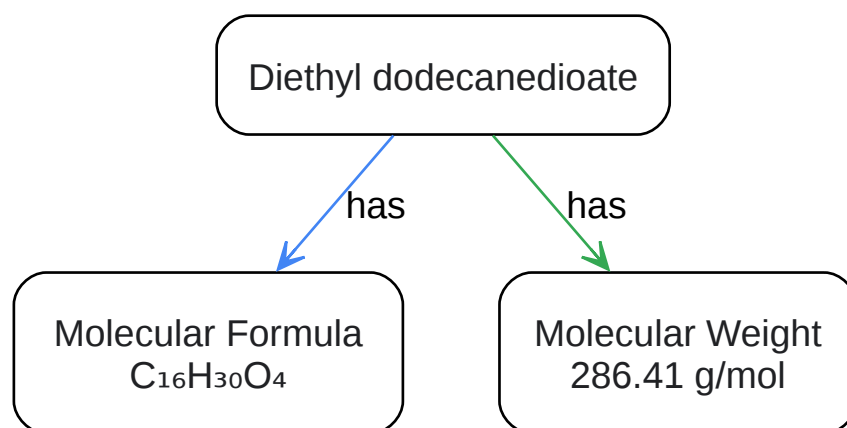 Diethyl dodecanedioate
has
has
Molecular Formula
C₁₆H₃₀O₄
Molecular Weight
286.41 g/mol